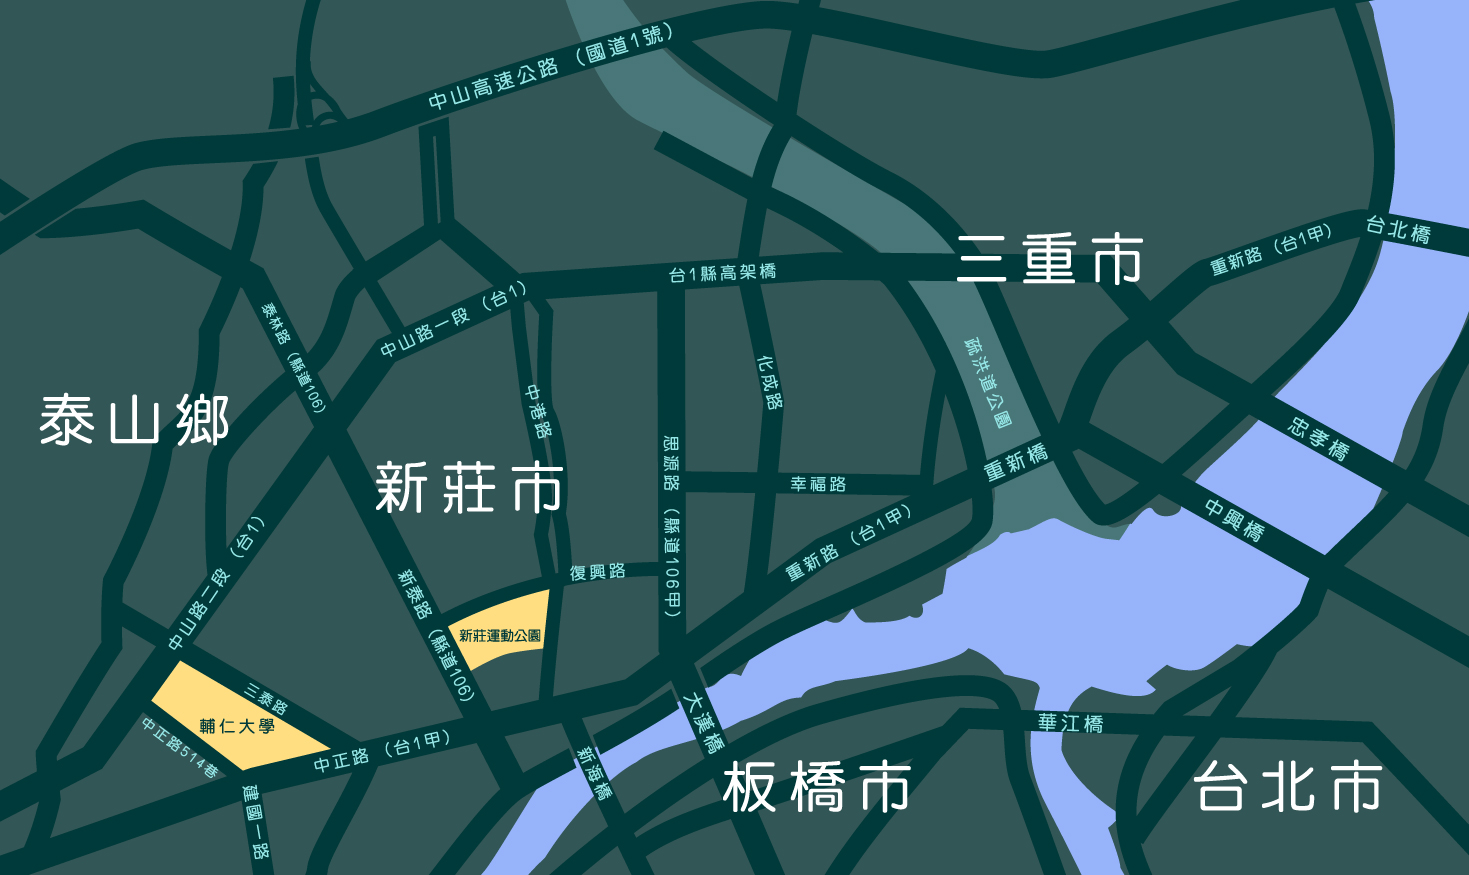 中山高速公路（國道1號）
台北橋
重新路（台1甲）
三重市
台1縣高架橋
中山路一段（台1）
泰林路（縣道106）
疏洪道公園
化成路
中港路
泰山鄉
忠孝橋
思源路（縣道106甲）
新莊市
重新橋
幸福路
中興橋
重新路（台1甲）
中山路二段（台1）
復興路
新泰路（縣道106）
新莊運動公園
三泰路
輔仁大學
中正路514巷
中正路（台1甲）
大漢橋
華江橋
新海橋
板橋市
台北市
建國一路